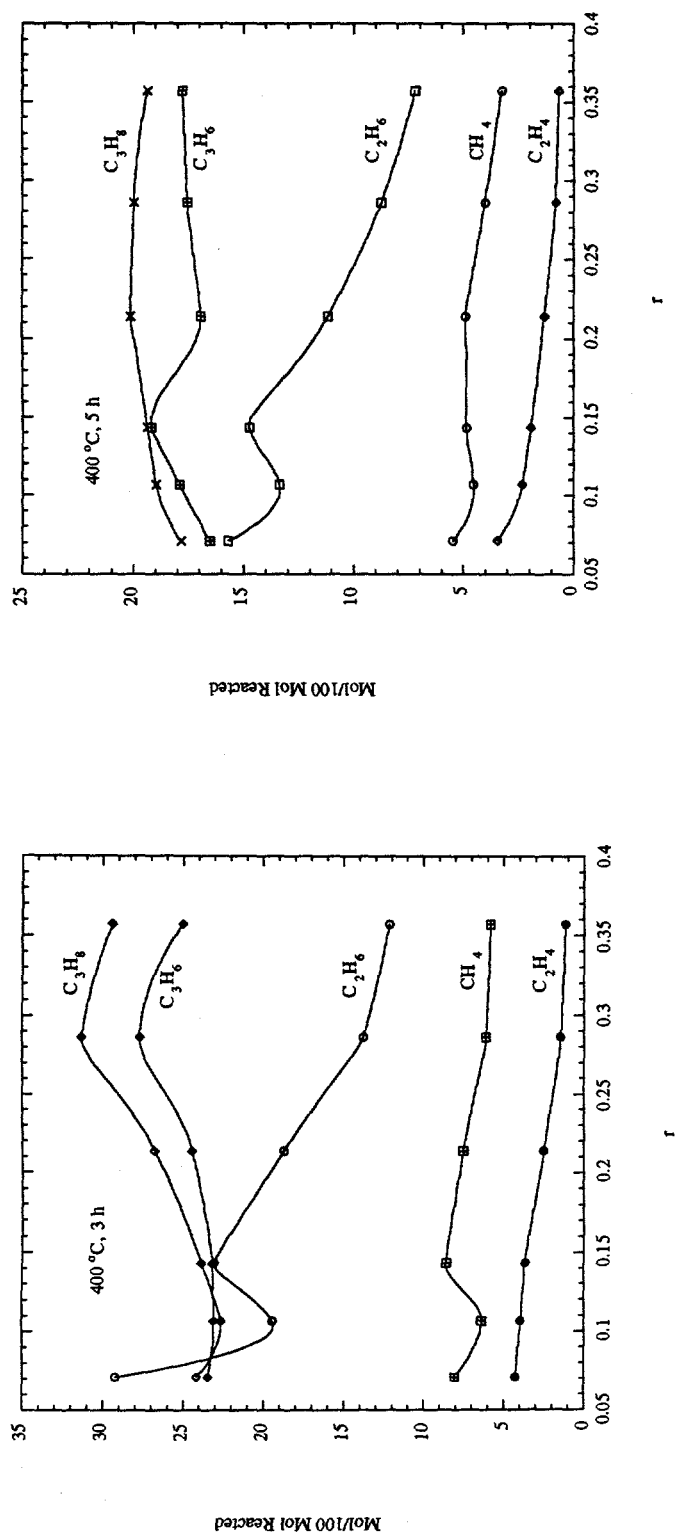 400 °C, 3 h
C3H8
C3H6
C2H6
CH4
C2H4
35
30
25
20
15
10
5
0
0.05
0.1
0.15
0.2
0.25
0.3
0.35
0.4
r
Mol/100 Mol Reacted
400 °C, 5 h
C3H8
C3H6
C2H6
CH4
C2H4
25
20
15
10
5
0
0.05
0.1
0.15
0.2
0.25
0.3
0.35
0.4
r
Mol/100 Mol Reacted